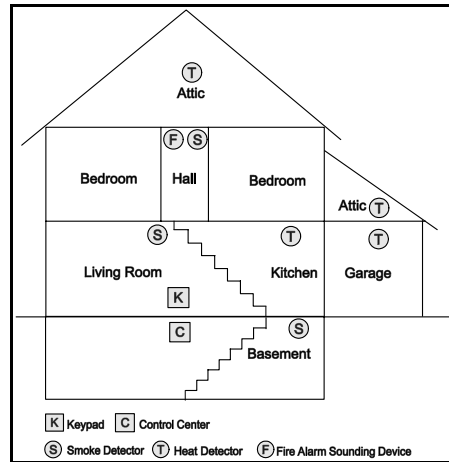 T
Attic
F S
Bedroom Hall Bedroom
Attic T
S T T
Living Room Kitchen Garage
K
C S
Basement
K Keypad C Control Center
S Smoke Detector T Heat Detector F Fire Alarm Sounding Device